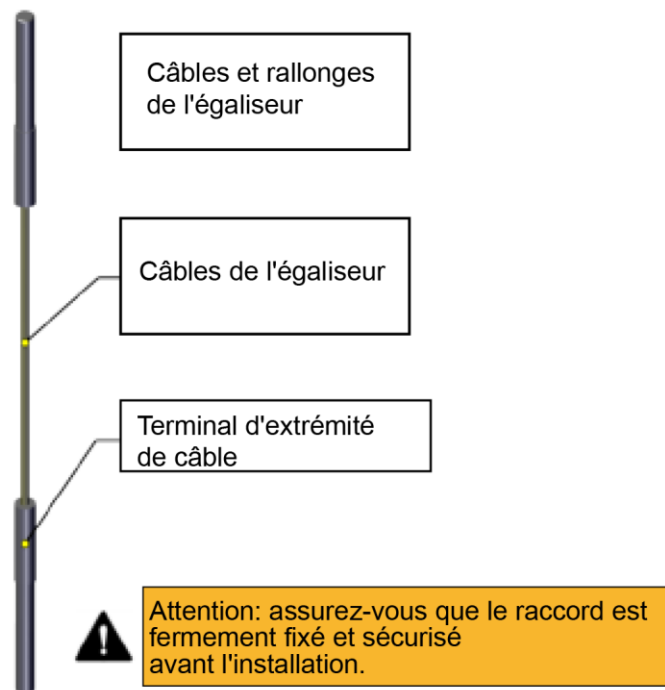 Câbles et rallonges
de l'égaliseur
Câbles de l'égaliseur
Terminal d'extrémité
de câble
Attention: assurez-vous que le raccord est
fermement fixé et sécurisé
avant l'installation.